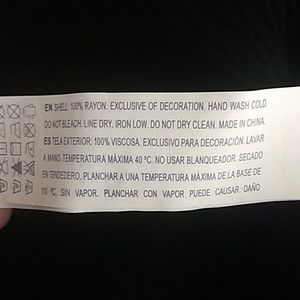 EN SHELL: 100% RAYON. EXCLUSIVE OF DECORATION. HAND WASH COLD.
DO NOT BLEACH. LINE DRY. IRON LOW. DO NOT DRY CLEAN. MADE IN CHINA.
ES TELA EXTERIOR: 100% VISCOSA. EXCLUSIVO PARA DECORACIÓN. LAVAR
A MANO. TEMPERATURA MÁXIMA 40 ºC. NO USAR BLANQUEADOR. SECADO
EN TENDEDERO. PLANCHAR A UNA TEMPERATURA MÁXIMA DE LA BASE DE
110 ºC, SIN VAPOR. PLANCHAR CON VAPOR PUEDE CAUSAR DAÑO